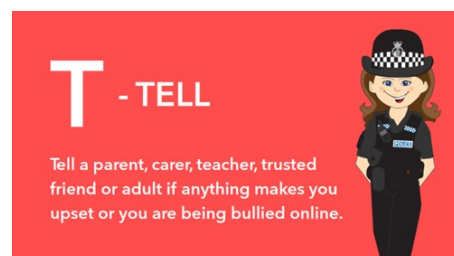 T - TELL
Tell a parent, carer, teacher, trusted
friend or adult if anything makes you
upset or you are being bullied online.
POLICE